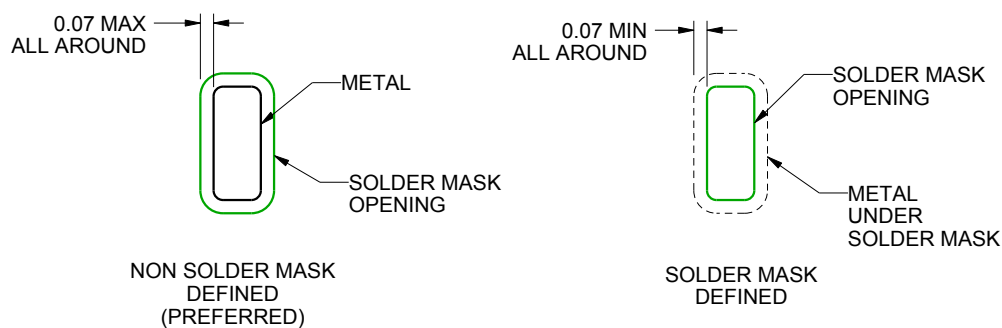 0.07 MAX
ALL AROUND
METAL
SOLDER MASK
OPENING
NON SOLDER MASK
DEFINED
(PREFERRED)
0.07 MIN
ALL AROUND
SOLDER MASK
OPENING
METAL
UNDER
SOLDER MASK
SOLDER MASK
DEFINED